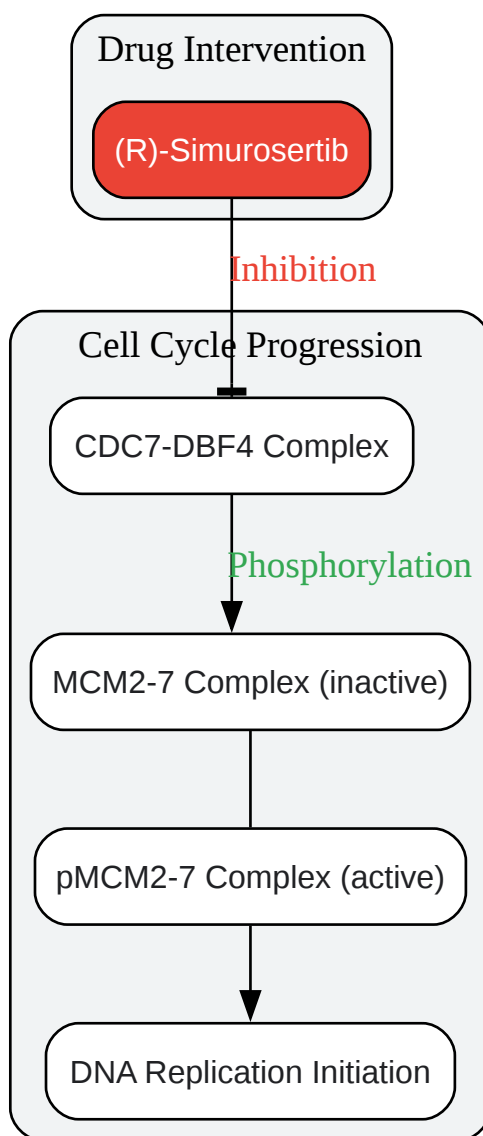 Drug Intervention
(R)-Simurosertib
Inhibition
Cell Cycle Progression
CDC7-DBF4 Complex
Phosphorylation
MCM2-7 Complex (inactive)
pMCM2-7 Complex (active)
DNA Replication Initiation